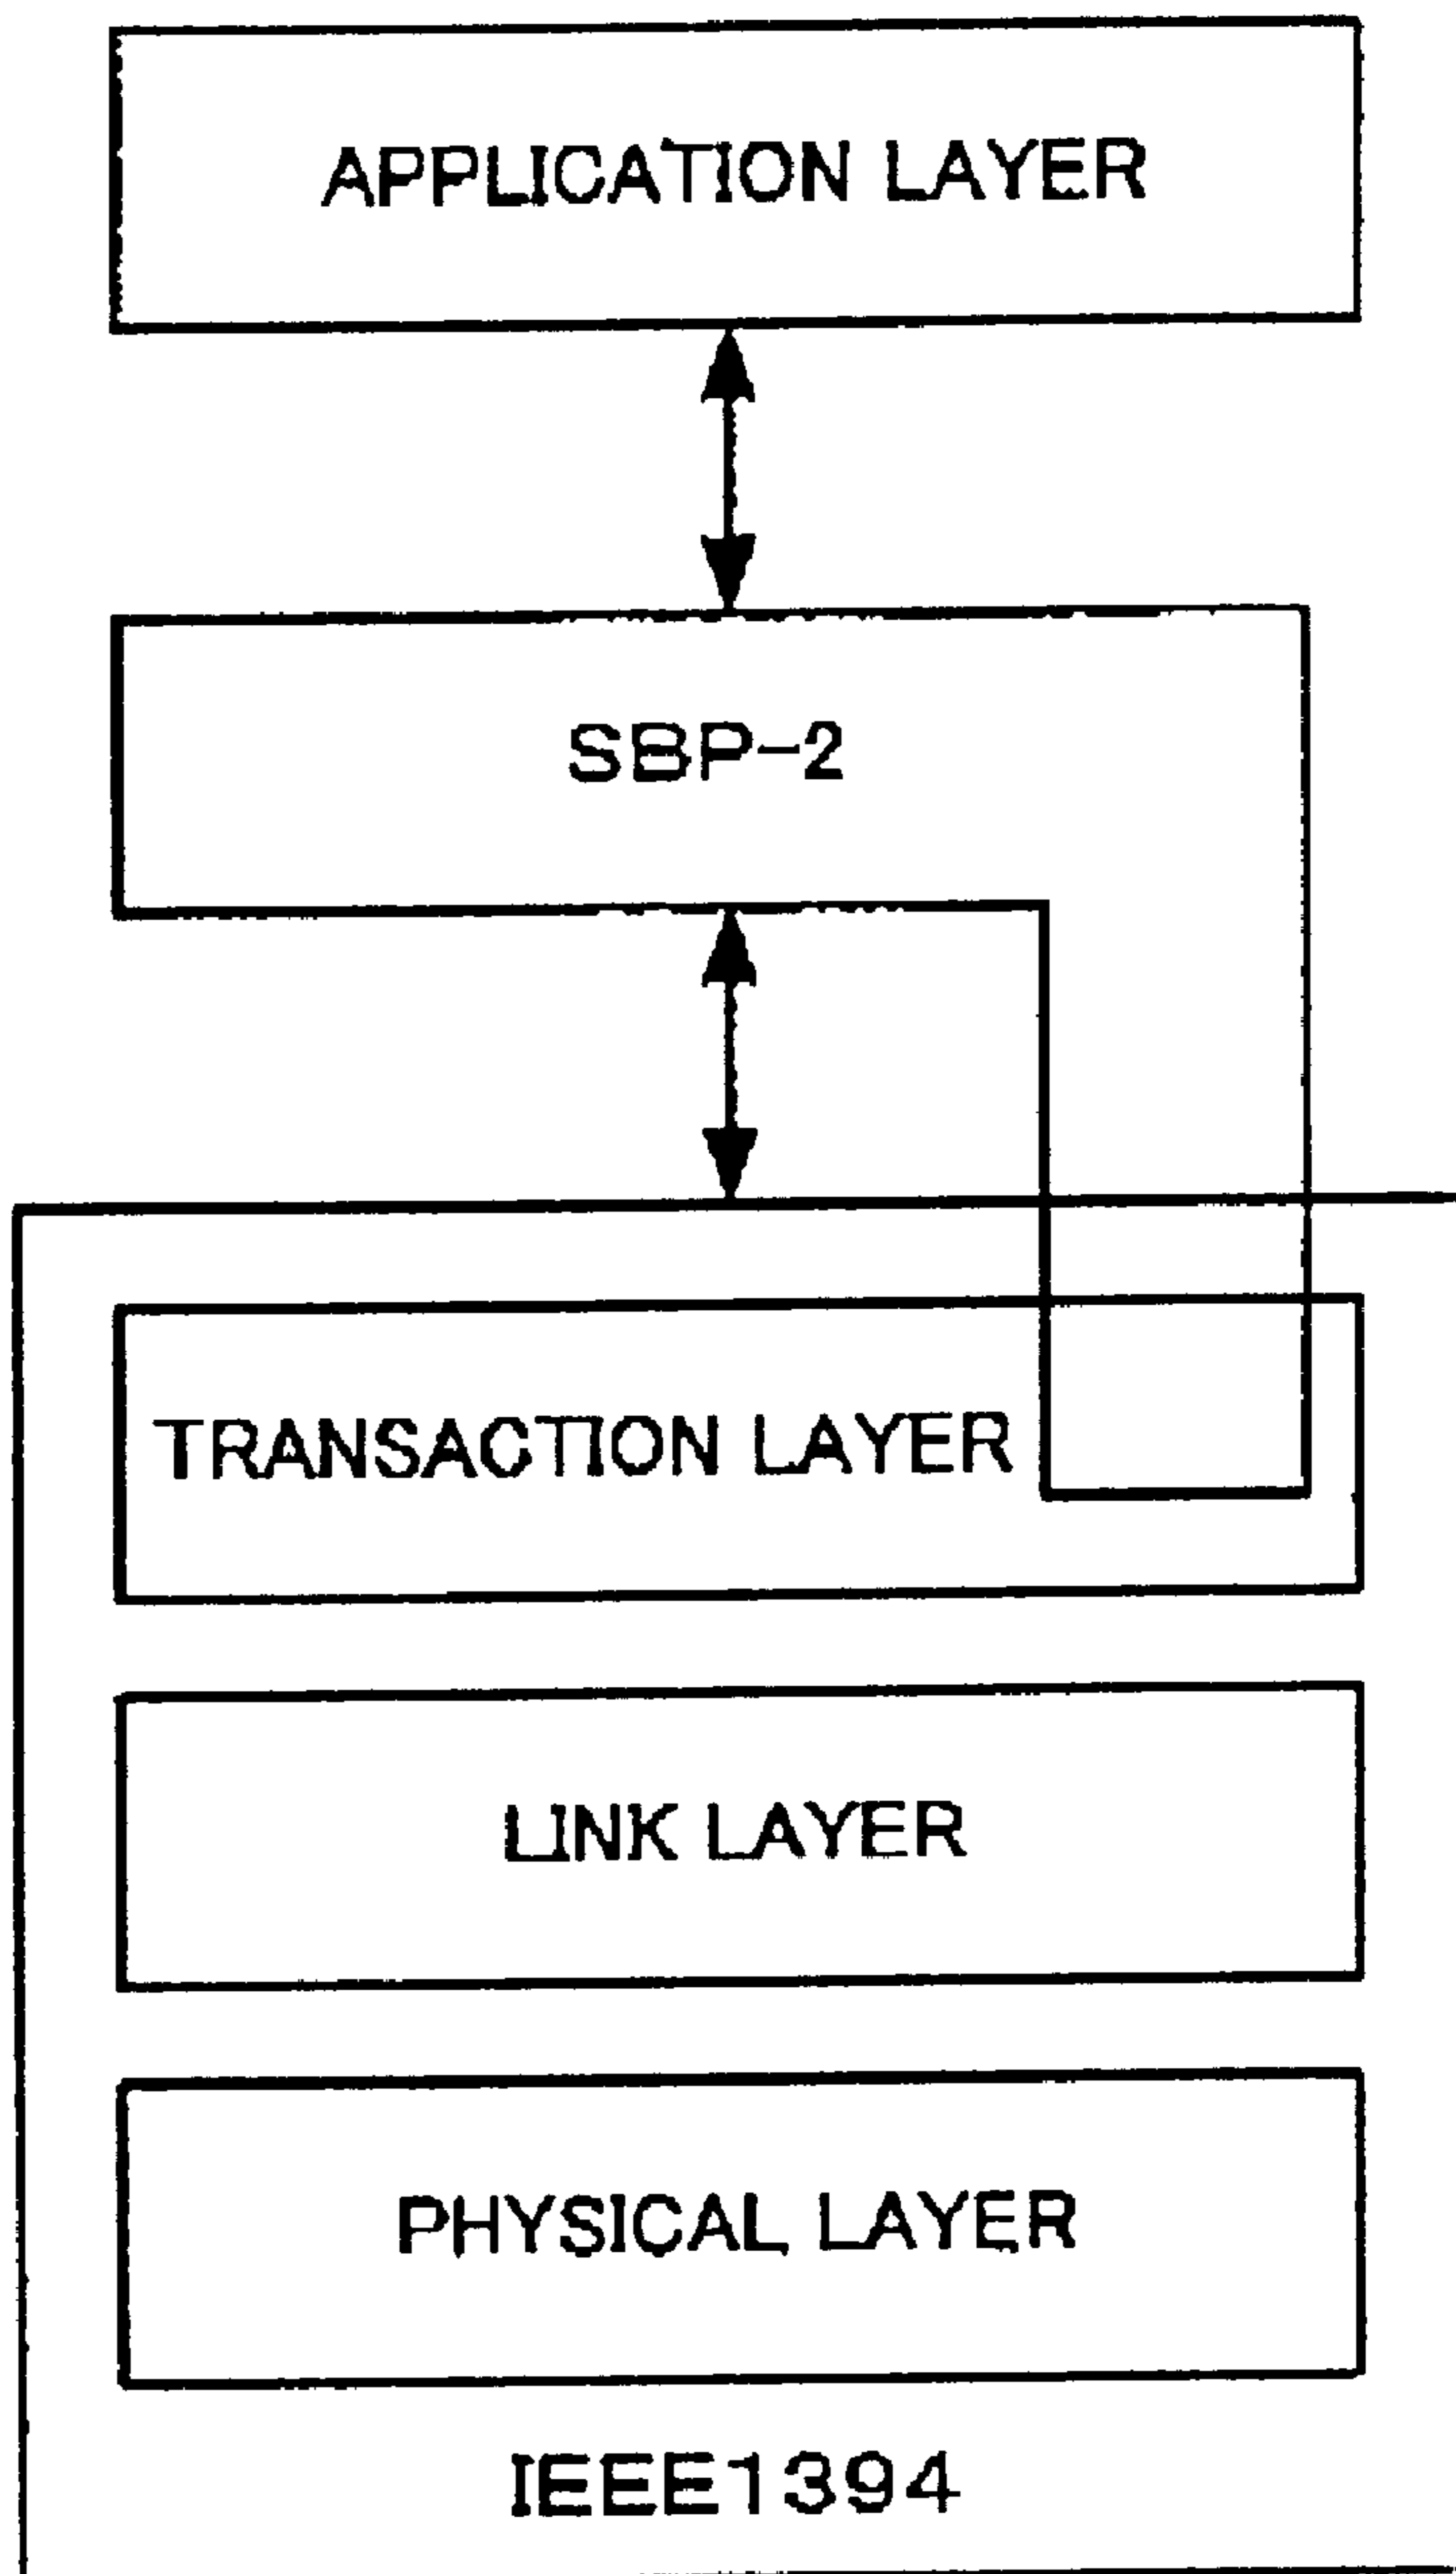 APPLICATION LAYER
SBP-2
TRANSACTION LAYER
LINK LAYER
PHYSICAL LAYER
IEEE1394